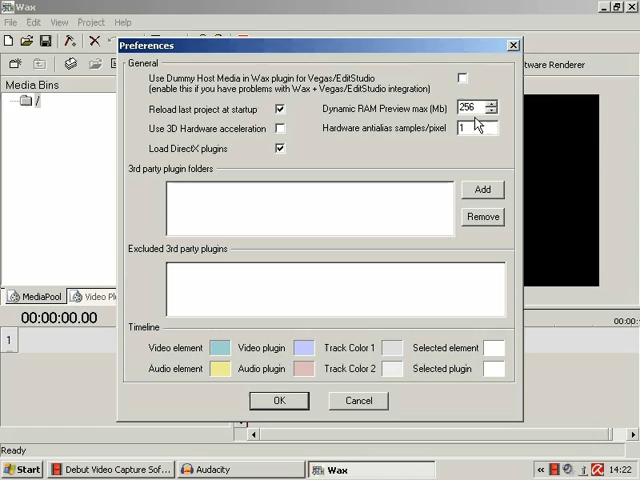 Wax
File Edit View Project Help
Preferences
General
Use Dummy Host Media in Wax plugin for Vegas/EditStudio
(enable this if you have problems with Wax + Vegas/EditStudio integration)
Reload last project at startup
Dynamic RAM Preview max (Mb)
256
Use 3D Hardware acceleration
Hardware antialias samples/pixel
1
Load DirectX plugins
3rd party plugin folders
Add
Remove
Excluded 3rd party plugins
Timeline
Video element
Video plugin
Track Color 1
Selected element
Audio element
Audio plugin
Track Color 2
Selected plugin
OK
Cancel
tware Renderer
Media Bins
/
MediaPool
Video Pl
00:00:00.00
00:00:
1
Ready
Start
Debut Video Capture Sof...
Audacity
Wax
14:22